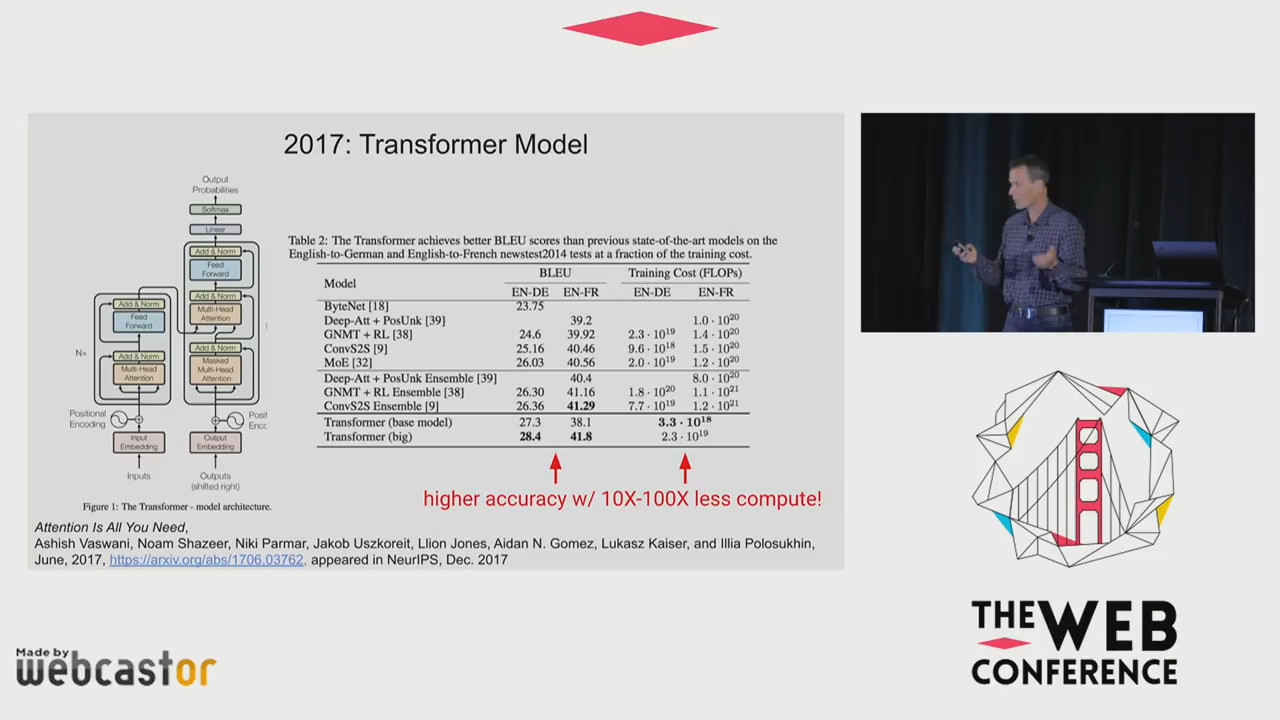 2017: Transformer Model
Output
Probabilities
Softmax
Linear
Add & Norm
Feed
Forward
Add & Norm
Multi-Head
Attention
Add & Norm
Masked
Multi-Head
Attention
Add & Norm
Feed
Forward
Add & Norm
Multi-Head
Attention
N×
Positional
Encoding
Posit
Enco
Input
Embedding
Output
Embedding
Inputs
Outputs
(shifted right)
Figure 1: The Transformer - model architecture.
Table 2: The Transformer achieves better BLEU scores than previous state-of-the-art models on the
English-to-German and English-to-French newstest2014 tests at a fraction of the training cost.
Model BLEU Training Cost (FLOPs)
EN-DE EN-FR EN-DE EN-FR
ByteNet [18] 23.75
Deep-Att + PosUnk [39] 39.2 1.0 · 10²⁰
GNMT + RL [38] 24.6 39.92 2.3 · 10¹⁹ 1.4 · 10²⁰
ConvS2S [9] 25.16 40.46 9.6 · 10¹⁸ 1.5 · 10²⁰
MoE [32] 26.03 40.56 2.0 · 10¹⁹ 1.2 · 10²⁰
Deep-Att + PosUnk Ensemble [39] 40.4 8.0 · 10²⁰
GNMT + RL Ensemble [38] 26.30 41.16 1.8 · 10²⁰ 1.1 · 10²¹
ConvS2S Ensemble [9] 26.36 41.29 7.7 · 10¹⁹ 1.2 · 10²¹
Transformer (base model) 27.3 38.1 3.3 · 10¹⁸
Transformer (big) 28.4 41.8 2.3 · 10¹⁹
higher accuracy w/ 10X-100X less compute!
Attention Is All You Need,
Ashish Vaswani, Noam Shazeer, Niki Parmar, Jakob Uszkoreit, Llion Jones, Aidan N. Gomez, Lukasz Kaiser, and Illia Polosukhin,
June, 2017, https://arxiv.org/abs/1706.03762, appeared in NeurIPS, Dec. 2017
Made by
webcastor
THE WEB
CONFERENCE